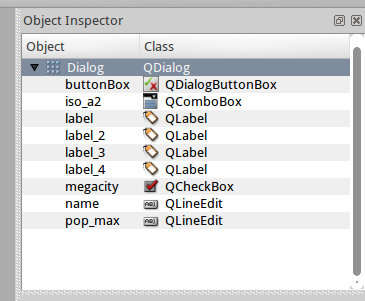 Object Inspector
Object Class
Dialog QDialog
buttonBox QDialogButtonBox
iso_a2 QComboBox
label QLabel
label_2 QLabel
label_3 QLabel
label_4 QLabel
megacity QCheckBox
name QLineEdit
pop_max QLineEdit